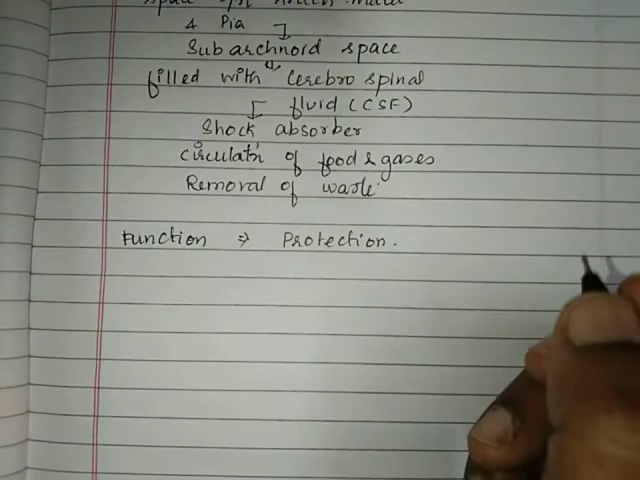 & Pia
Subarchnoid space
filled with Cerebro spinal
fluid (CSF)
Shock absorber
Circulatn of food & gases
Removal of waste
Function ⇒ Protection.